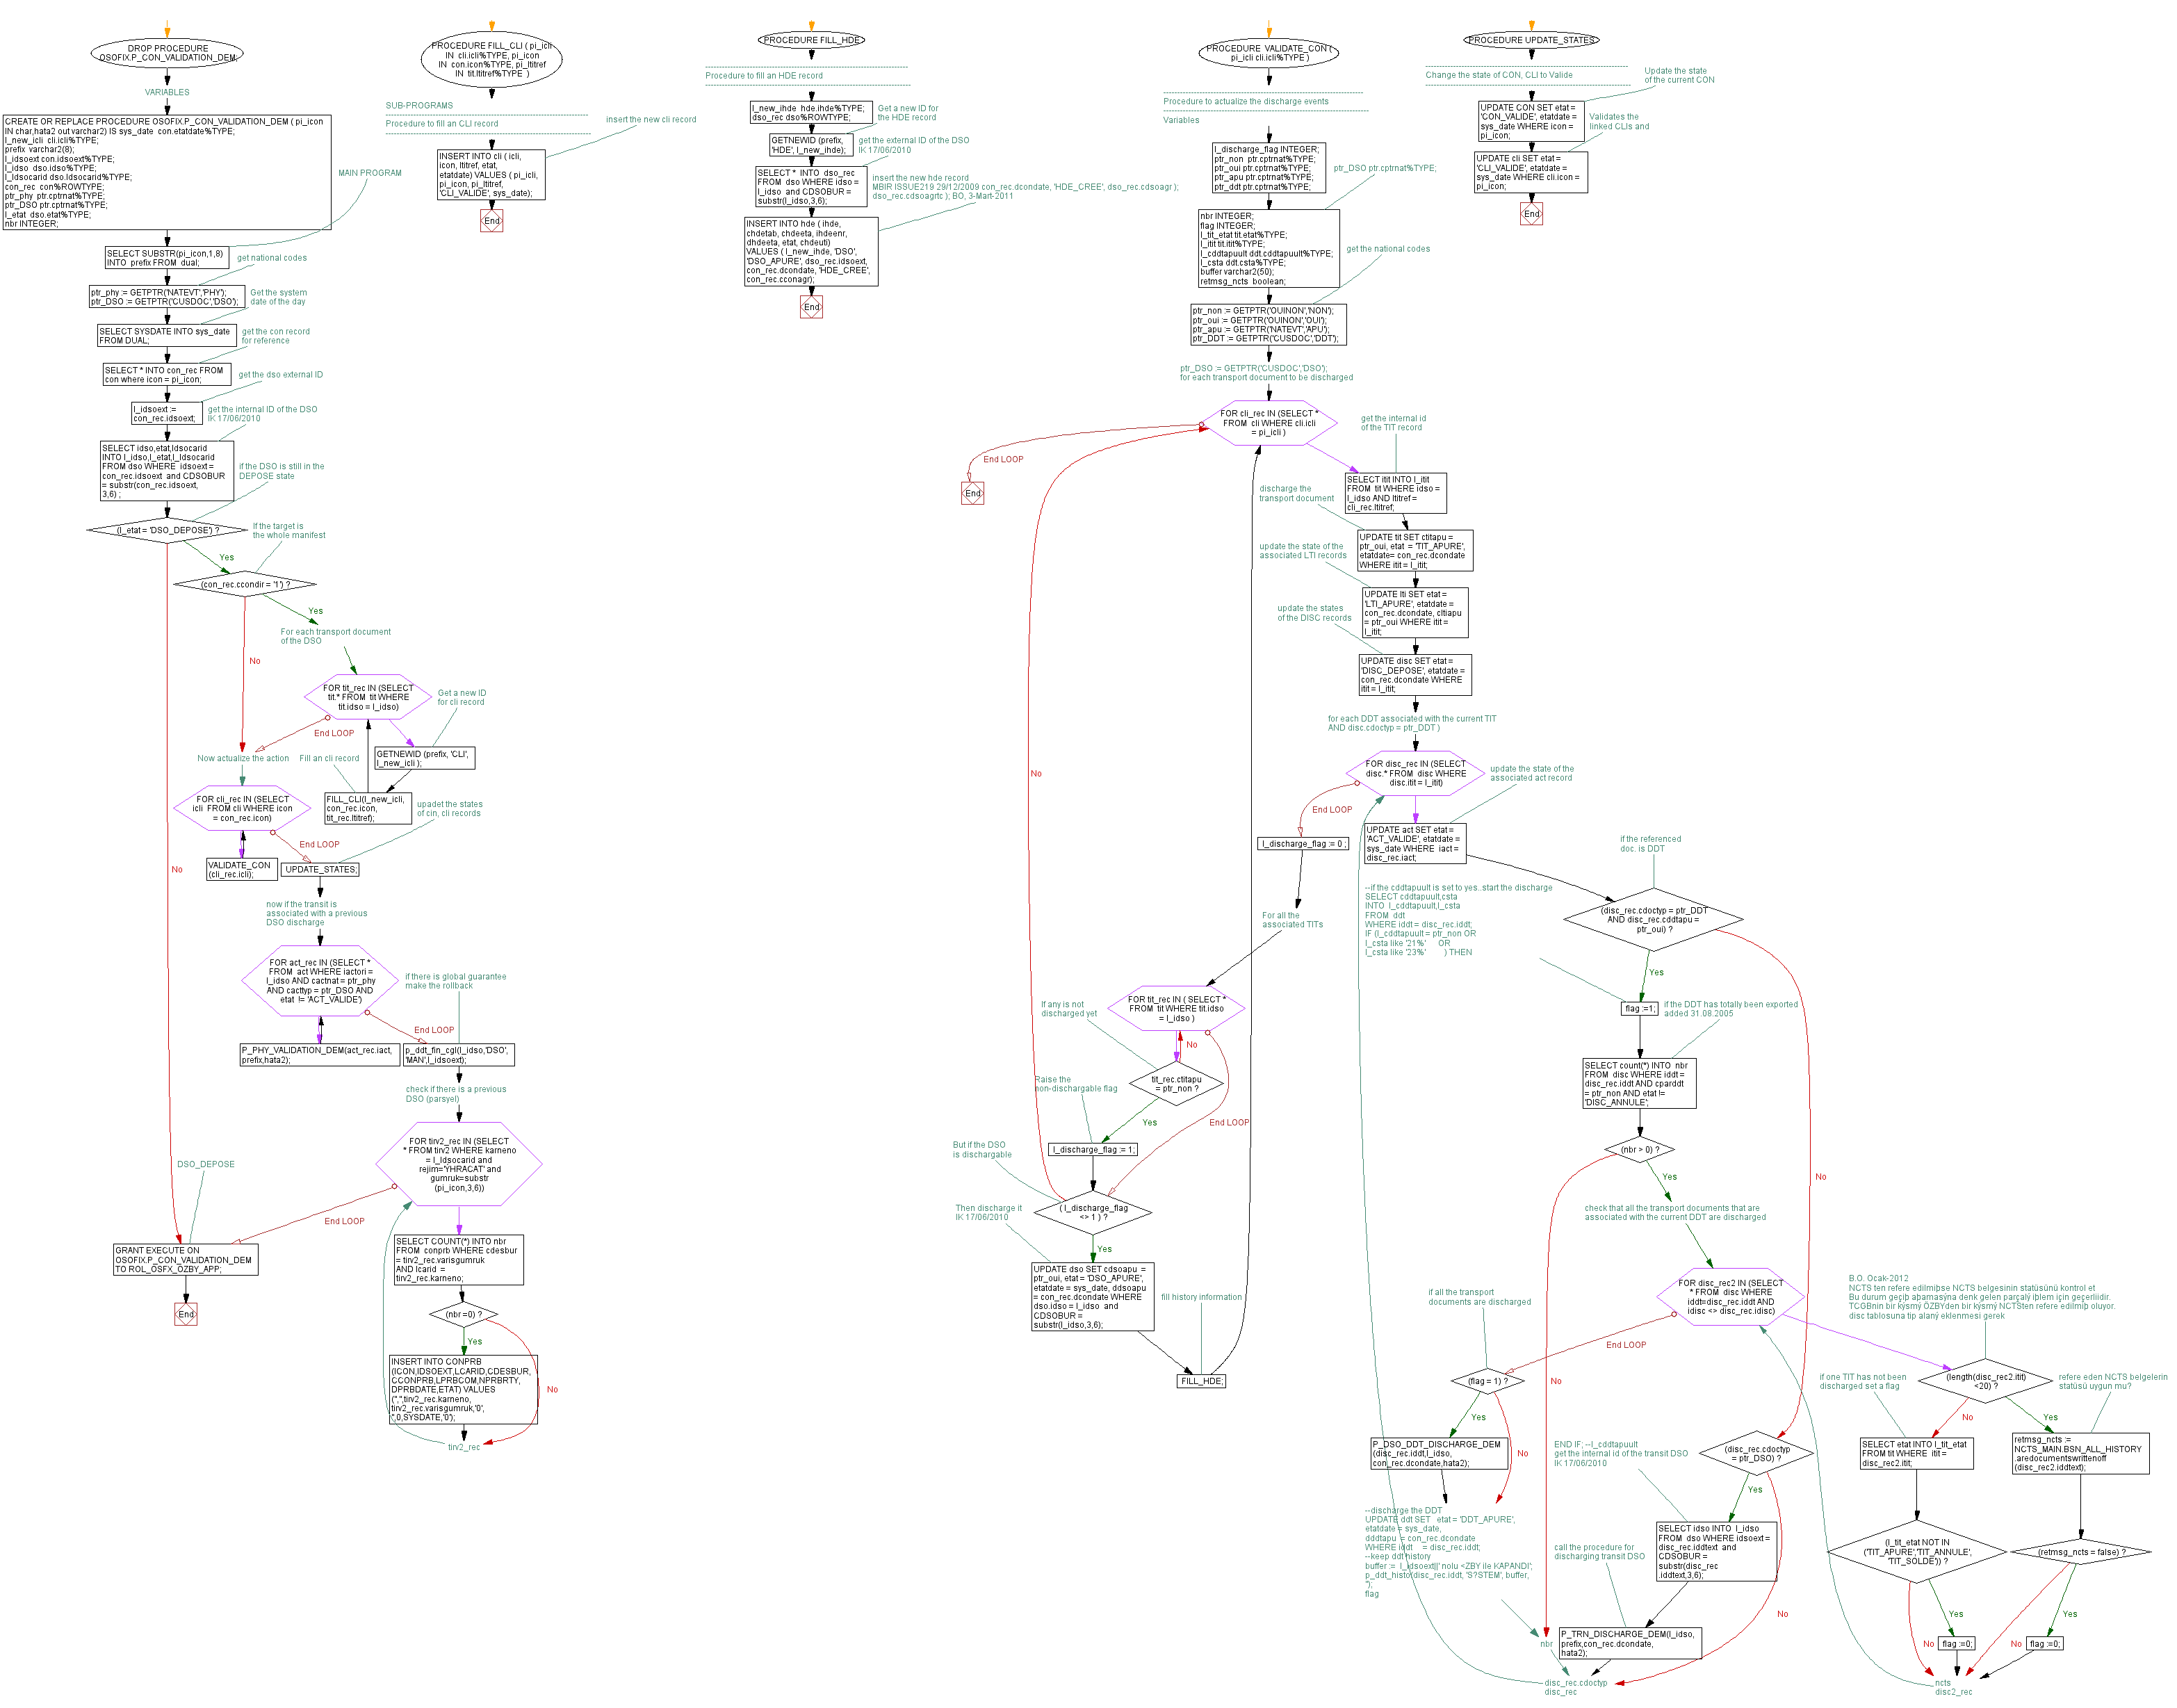 DROP PROCEDURE
OSOFIX.P_CON_VALIDATION_DEM;
VARIABLES
CREATE OR REPLACE PROCEDURE OSOFIX.P_CON_VALIDATION_DEM ( pi_icon
IN char,hata2 out varchar2) IS sys_date  con.etatdate%TYPE;
l_new_icli  cli.icli%TYPE;
prefix  varchar2(8);
l_idsoext con.idsoext%TYPE;
l_idso  dso.idso%TYPE;
l_ldsocarid dso.ldsocarid%TYPE;
con_rec  con%ROWTYPE;
ptr_phy  ptr.cptrnat%TYPE;
ptr_DSO  ptr.cptrnat%TYPE;
l_etat  dso.etat%TYPE;
nbr INTEGER;
MAIN PROGRAM
SELECT SUBSTR(pi_icon,1,8)
INTO  prefix FROM  dual;
get national codes
ptr_phy := GETPTR('NATEVT','PHY');
ptr_DSO := GETPTR('CUSDOC','DSO');
Get the system
date of the day
SELECT SYSDATE INTO sys_date
FROM DUAL;
get the con record
for reference
SELECT * INTO con_rec FROM
con where icon = pi_icon;
get the dso external ID
l_idsoext :=
con_rec.idsoext;
get the internal ID of the DSO
IK 17/06/2010
SELECT idso,etat,ldsocarid
INTO l_idso,l_etat,l_ldsocarid
FROM dso WHERE  idsoext =
con_rec.idsoext  and CDSOBUR
= substr(con_rec.idsoext,
3,6) ;
if the DSO is still in the
DEPOSE state
(l_etat = 'DSO_DEPOSE') ?
If the target is
the whole manifest
Yes
(con_rec.ccondir = '1') ?
Yes
For each transport document
of the DSO
No
FOR tit_rec IN (SELECT
tit.* FROM  tit WHERE
tit.idso = l_idso)
Get a new ID
for cli record
End LOOP
GETNEWID (prefix, 'CLI',
l_new_icli );
Now actualize the action
Fill an cli record
FILL_CLI(l_new_icli,
con_rec.icon,
tit_rec.ltitref);
FOR cli_rec IN (SELECT
icli  FROM cli WHERE icon
= con_rec.icon)
upadet the states
of cin, cli records
End LOOP
VALIDATE_CON
(cli_rec.icli);
UPDATE_STATES;
No
now if the transit is
associated with a previous
DSO discharge
FOR act_rec IN (SELECT *
FROM  act WHERE iactori =
l_idso AND cactnat = ptr_phy
AND cacttyp = ptr_DSO AND
etat  != 'ACT_VALIDE')
if there is global guarantee
make the rollback
End LOOP
P_PHY_VALIDATION_DEM(act_rec.iact,
prefix,hata2);
p_ddt_fin_cgl(l_idso,'DSO',
'MAN',l_idsoext);
check if there is a previous
DSO (parsyel)
FOR tirv2_rec IN (SELECT
* FROM tirv2 WHERE karneno
= l_ldsocarid and
rejim='YHRACAT' and
gumruk=substr
(pi_icon,3,6))
DSO_DEPOSE
End LOOP
GRANT EXECUTE ON
OSOFIX.P_CON_VALIDATION_DEM
TO ROL_OSFX_OZBY_APP;
End
SELECT COUNT(*) INTO nbr
FROM  conprb WHERE cdesbur
= tirv2_rec.varisgumruk
AND lcarid  =
tirv2_rec.karneno;
(nbr =0) ?
Yes
INSERT INTO CONPRB
(ICON,IDSOEXT,LCARID,CDESBUR,
CCONPRB,LPRBCOM,NPRBRTY,
DPRBDATE,ETAT) VALUES
('','',tirv2_rec.karneno,
tirv2_rec.varisgumruk,'0',
'',0,SYSDATE,'0');
No
tirv2_rec
PROCEDURE FILL_CLI ( pi_icli
IN  cli.icli%TYPE, pi_icon
IN  con.icon%TYPE, pi_ltitref
IN  tit.ltitref%TYPE  )
SUB-PROGRAMS
Procedure to fill an CLI record
insert the new cli record
INSERT INTO cli ( icli,
icon, ltitref, etat,
etatdate) VALUES ( pi_icli,
pi_icon, pi_ltitref,
'CLI_VALIDE', sys_date);
End
PROCEDURE FILL_HDE
Procedure to fill an HDE record
l_new_ihde  hde.ihde%TYPE;
dso_rec dso%ROWTYPE;
Get a new ID for
the HDE record
GETNEWID (prefix,
'HDE', l_new_ihde);
get the external ID of the DSO
IK 17/06/2010
SELECT *  INTO  dso_rec
FROM  dso WHERE idso =
l_idso  and CDSOBUR =
substr(l_idso,3,6);
insert the new hde record
MBIR ISSUE219 29/12/2009 con_rec.dcondate, 'HDE_CREE', dso_rec.cdsoagr );
dso_rec.cdsoagrtc ); BO, 3-Mart-2011
INSERT INTO hde ( ihde,
chdetab, chdeeta, ihdeenr,
dhdeeta, etat, chdeuti)
VALUES ( l_new_ihde, 'DSO',
'DSO_APURE', dso_rec.idsoext,
con_rec.dcondate, 'HDE_CREE',
con_rec.cconagr);
End
PROCEDURE  VALIDATE_CON (
pi_icli cli.icli%TYPE )
Procedure to actualize the discharge events
Variables
l_discharge_flag INTEGER;
ptr_non  ptr.cptrnat%TYPE;
ptr_oui  ptr.cptrnat%TYPE;
ptr_apu  ptr.cptrnat%TYPE;
ptr_ddt  ptr.cptrnat%TYPE;
ptr_DSO ptr.cptrnat%TYPE;
nbr INTEGER;
flag INTEGER;
l_tit_etat tit.etat%TYPE;
l_itit tit.itit%TYPE;
l_cddtapuult ddt.cddtapuult%TYPE;
l_csta ddt.csta%TYPE;
buffer varchar2(50);
retmsg_ncts  boolean;
get the national codes
ptr_non := GETPTR('OUINON','NON');
ptr_oui := GETPTR('OUINON','OUI');
ptr_apu := GETPTR('NATEVT','APU');
ptr_DDT := GETPTR('CUSDOC','DDT');
ptr_DSO := GETPTR('CUSDOC','DSO');
for each transport document to be discharged
FOR cli_rec IN (SELECT *
FROM  cli WHERE cli.icli
= pi_icli )
End LOOP
End
get the internal id
of the TIT record
SELECT itit INTO l_itit
FROM  tit WHERE idso =
l_idso AND ltitref =
cli_rec.ltitref;
discharge the
transport document
UPDATE tit SET ctitapu =
ptr_oui, etat  = 'TIT_APURE',
etatdate= con_rec.dcondate
WHERE itit = l_itit;
update the state of the
associated LTI records
UPDATE lti SET etat =
'LTI_APURE', etatdate =
con_rec.dcondate, cltiapu
= ptr_oui WHERE itit =
l_itit;
update the states
of the DISC records
UPDATE disc SET etat =
'DISC_DEPOSE', etatdate =
con_rec.dcondate WHERE
itit = l_itit;
for each DDT associated with the current TIT
AND disc.cdoctyp = ptr_DDT )
FOR disc_rec IN (SELECT
disc.* FROM  disc WHERE
disc.itit = l_itit)
update the state of the
associated act record
No
End LOOP
l_discharge_flag := 0 ;
UPDATE act SET etat =
'ACT_VALIDE', etatdate =
sys_date WHERE  iact =
disc_rec.iact;
if the referenced
doc. is DDT
--if the cddtapuult is set to yes..start the discharge
SELECT cddtapuult,csta
INTO  l_cddtapuult,l_csta
FROM  ddt
WHERE iddt = disc_rec.iddt;
IF (l_cddtapuult = ptr_non OR
l_csta like '21%'      OR
l_csta like '23%'         ) THEN
(disc_rec.cdoctyp = ptr_DDT
AND disc_rec.cddtapu =
ptr_oui) ?
For all the
associated TITs
Yes
FOR tit_rec IN ( SELECT *
FROM  tit WHERE tit.idso
= l_idso )
If any is not
discharged yet
flag :=1;
if the DDT has totally been exported
added 31.08.2005
No
tit_rec.ctitapu
= ptr_non ?
Raise the
non-dischargable flag
SELECT count(*) INTO  nbr
FROM  disc WHERE iddt =
disc_rec.iddt AND cparddt
= ptr_non AND etat !=
'DISC_ANNULE';
Yes
End LOOP
l_discharge_flag := 1;
But if the DSO
is dischargable
(nbr > 0) ?
Yes
No
( l_discharge_flag
<> 1 ) ?
Then discharge it
IK 17/06/2010
check that all the transport documents that are
associated with the current DDT are discharged
Yes
UPDATE dso SET cdsoapu  =
ptr_oui, etat = 'DSO_APURE',
etatdate = sys_date, ddsoapu
= con_rec.dcondate WHERE
dso.idso = l_idso  and
CDSOBUR =
substr(l_idso,3,6);
fill history information
FILL_HDE;
FOR disc_rec2 IN (SELECT
* FROM  disc WHERE
iddt=disc_rec.iddt AND
idisc <> disc_rec.idisc)
B.O. Ocak-2012
NCTS ten refere edilmiþse NCTS belgesinin statüsünü kontrol et
Bu durum geçiþ aþamasýna denk gelen parçalý iþlem için geçerliidir.
TCGBnin bir kýsmý ÖZBYden bir kýsmý NCTSten refere edilmiþ oluyor.
disc tablosuna tip alaný eklenmesi gerek
if all the transport
documents are discharged
End LOOP
(flag = 1) ?
No
Yes
No
P_DSO_DDT_DISCHARGE_DEM
(disc_rec.iddt,l_idso,
con_rec.dcondate,hata2);
if one TIT has not been
discharged set a flag
(length(disc_rec2.itit)
<20) ?
refere eden NCTS belgelerin
statüsü uygun mu?
No
Yes
END IF; --l_cddtapuult
get the internal id of the transit DSO
IK 17/06/2010
(disc_rec.cdoctyp
= ptr_DSO) ?
Yes
SELECT etat INTO l_tit_etat
FROM tit WHERE  itit =
disc_rec2.itit;
retmsg_ncts :=
NCTS_MAIN.BSN_ALL_HISTORY
.aredocumentswrittenoff
(disc_rec2.iddtext);
--discharge the DDT
UPDATE ddt SET   etat = 'DDT_APURE',
etatdate = sys_date,
dddtapu  = con_rec.dcondate
WHERE iddt    = disc_rec.iddt;
--keep ddt history
buffer :=  l_idsoext||' nolu <ZBY ile KAPANDI';
p_ddt_histo(disc_rec.iddt, 'S?STEM', buffer,
'');
flag
SELECT idso INTO  l_idso
FROM  dso WHERE idsoext =
disc_rec.iddtext  and
CDSOBUR =
substr(disc_rec
.iddtext,3,6);
call the procedure for
discharging transit DSO
(l_tit_etat NOT IN
('TIT_APURE','TIT_ANNULE',
'TIT_SOLDE')) ?
(retmsg_ncts = false) ?
No
Yes
Yes
nbr
P_TRN_DISCHARGE_DEM(l_idso,
prefix,con_rec.dcondate,
hata2);
No
flag :=0;
No
flag :=0;
disc_rec.cdoctyp
disc_rec
ncts
disc2_rec
PROCEDURE UPDATE_STATES
Change the state of CON, CLI to Valide
Update the state
of the current CON
UPDATE CON SET etat =
'CON_VALIDE', etatdate =
sys_date WHERE icon =
pi_icon;
Validates the
linked CLIs and
UPDATE cli SET etat =
'CLI_VALIDE', etatdate =
sys_date WHERE cli.icon =
pi_icon;
End